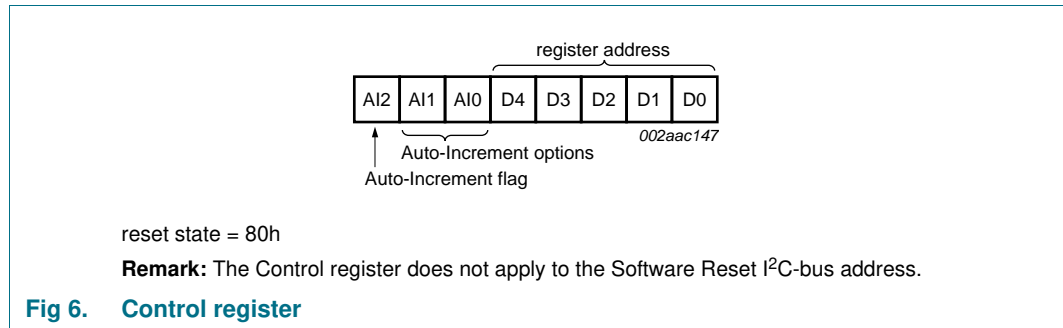 register address
AI2 AI1 AI0 D4 D3 D2 D1 D0
002aac147
Auto-Increment options
Auto-Increment flag
reset state = 80h
Remark: The Control register does not apply to the Software Reset I²C-bus address.
Fig 6. Control register